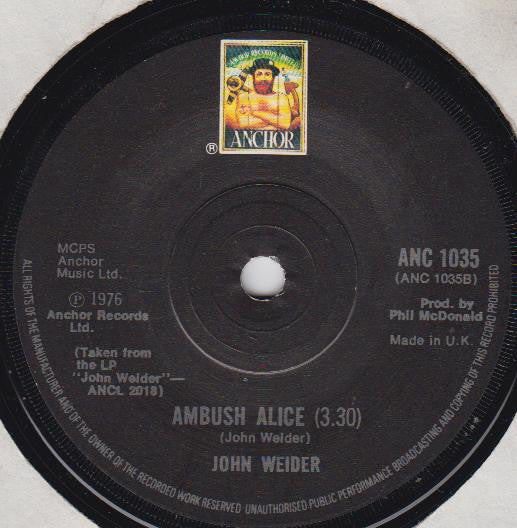 ANCHOR RECORDS LIMITED
ANCHOR
®
MCPS
Anchor
Music Ltd.
℗ 1976
Anchor Records
Ltd.
(Taken from
the LP
"John Weider"—
ANCL 2018)
ANC 1035
(ANC 1035B)
Prod. by
Phil McDonald
Made in U.K.
AMBUSH ALICE (3.30)
(John Weider)
JOHN WEIDER
ALL RIGHTS OF THE MANUFACTURER AND OF THE OWNER OF THE RECORDED WORK RESERVED UNAUTHORISED PUBLIC PERFORMANCE BROADCASTING AND COPYING OF THIS RECORD PROHIBITED